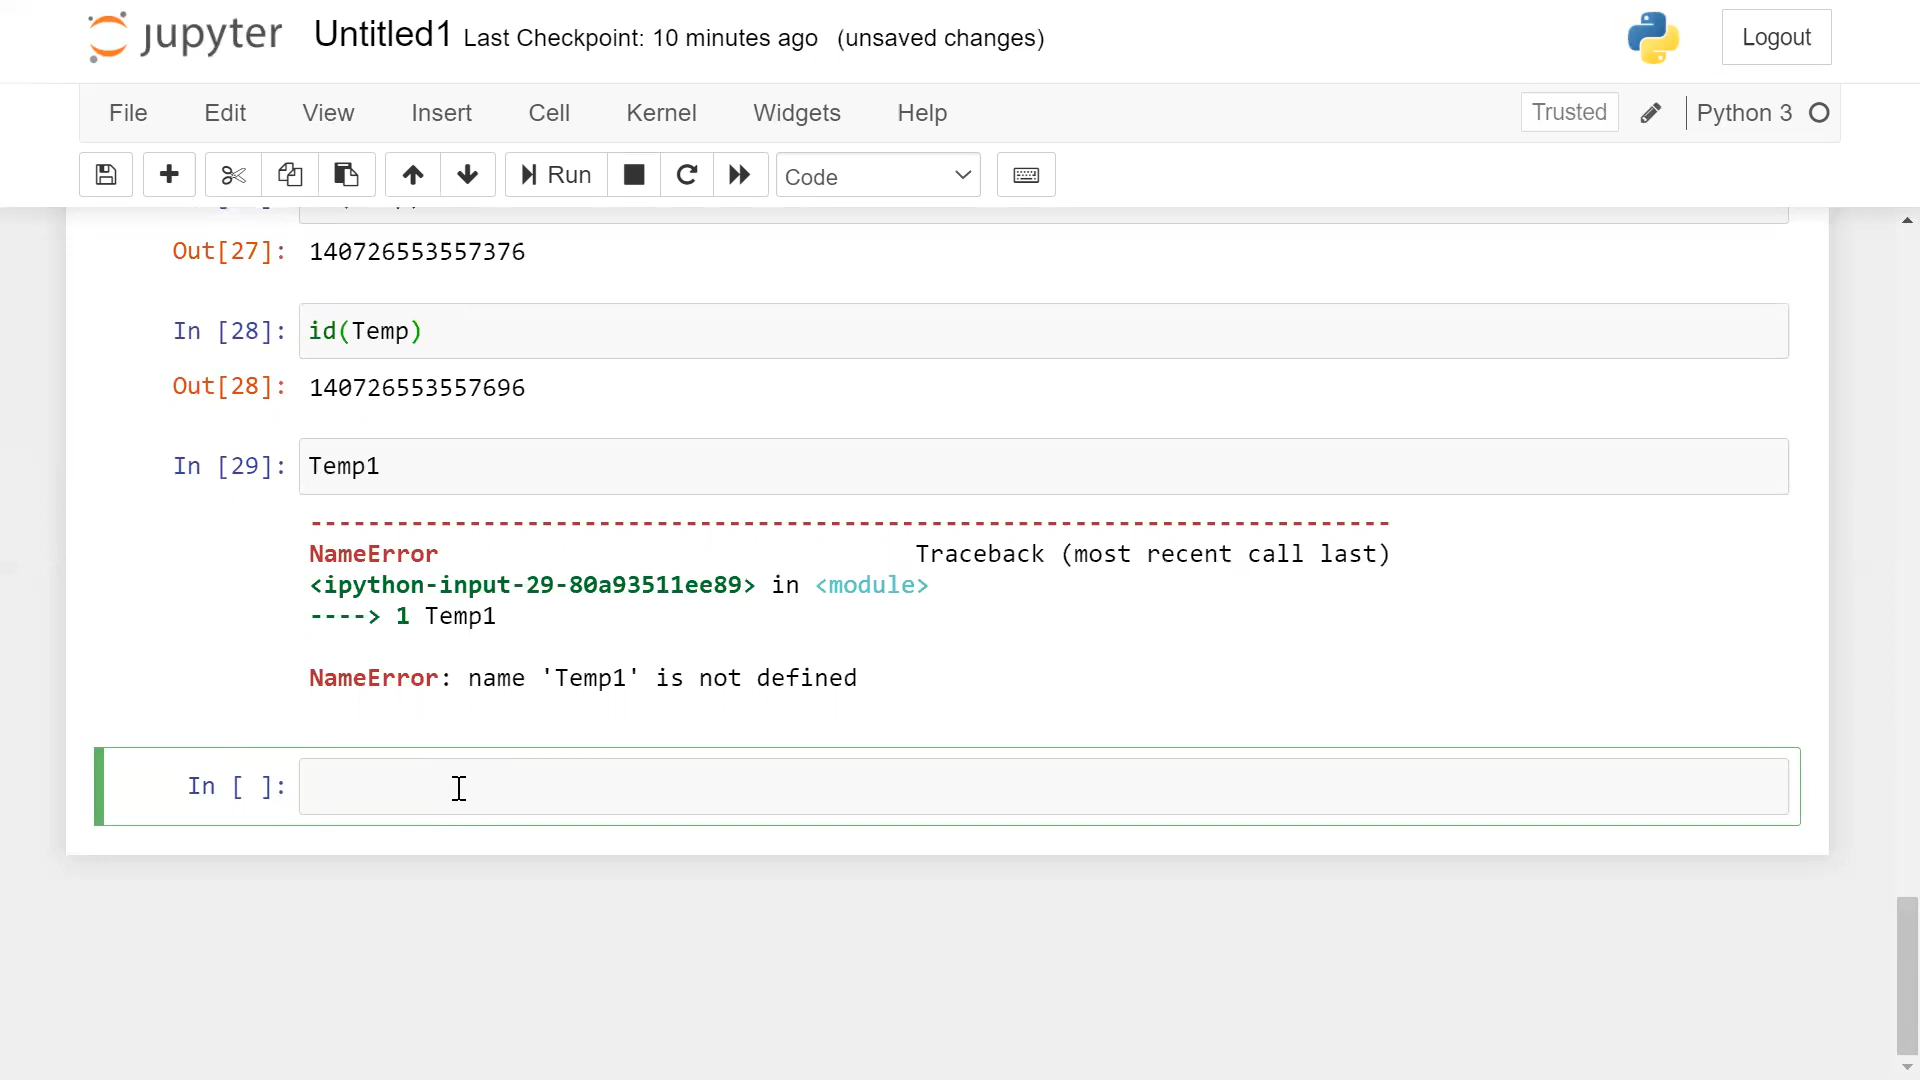 jupyter Untitled1 Last Checkpoint: 10 minutes ago (unsaved changes) Logout
File Edit View Insert Cell Kernel Widgets Help Trusted Python 3
Run Code
Out[27]: 140726553557376
In [28]: id(Temp)
Out[28]: 140726553557696
In [29]: Temp1
---------------------------------------------------------------------------
NameError Traceback (most recent call last)
<ipython-input-29-80a93511ee89> in <module>
----> 1 Temp1
NameError: name 'Temp1' is not defined
In [ ]: